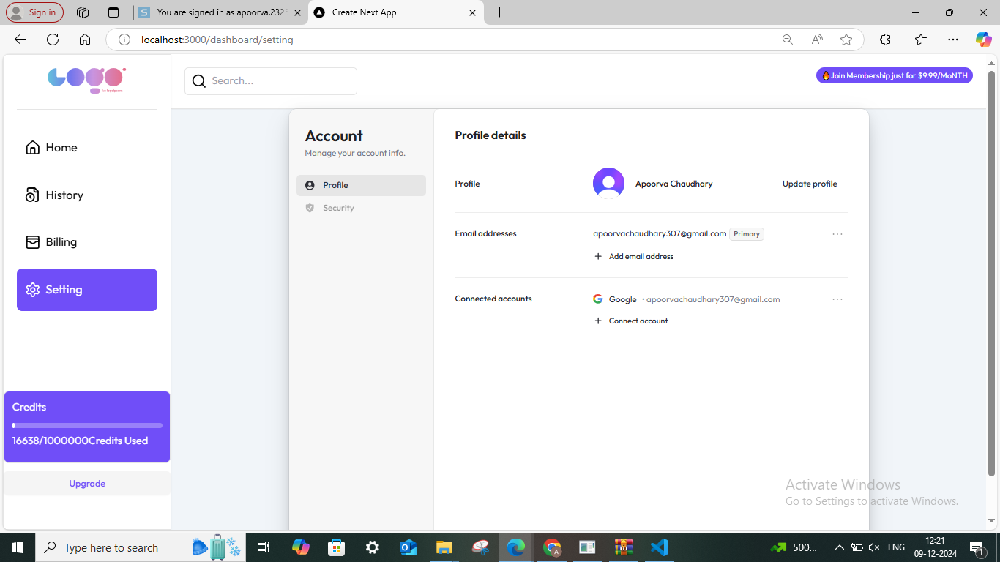 Sign in
You are signed in as apoorva.2325
Create Next App
localhost:3000/dashboard/setting
LOGO
Search...
🔥Join Membership just for $9.99/MoNTH
Home
History
Billing
Setting
Credits
16638/1000000Credits Used
Upgrade
Account
Manage your account info.
Profile
Security
Profile details
Profile
Apoorva Chaudhary
Update profile
Email addresses
apoorvachaudhary307@gmail.com Primary
+ Add email address
Connected accounts
Google • apoorvachaudhary307@gmail.com
+ Connect account
Activate Windows
Go to Settings to activate Windows.
Type here to search
500...
ENG
12:21
09-12-2024
1